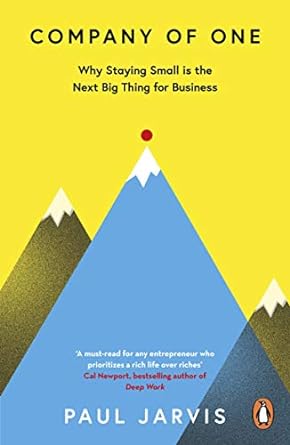 COMPANY OF ONE
Why Staying Small is the
Next Big Thing for Business
'A must-read for any entrepreneur who
prioritizes a rich life over riches'
Cal Newport, bestselling author of
Deep Work
PAUL JARVIS